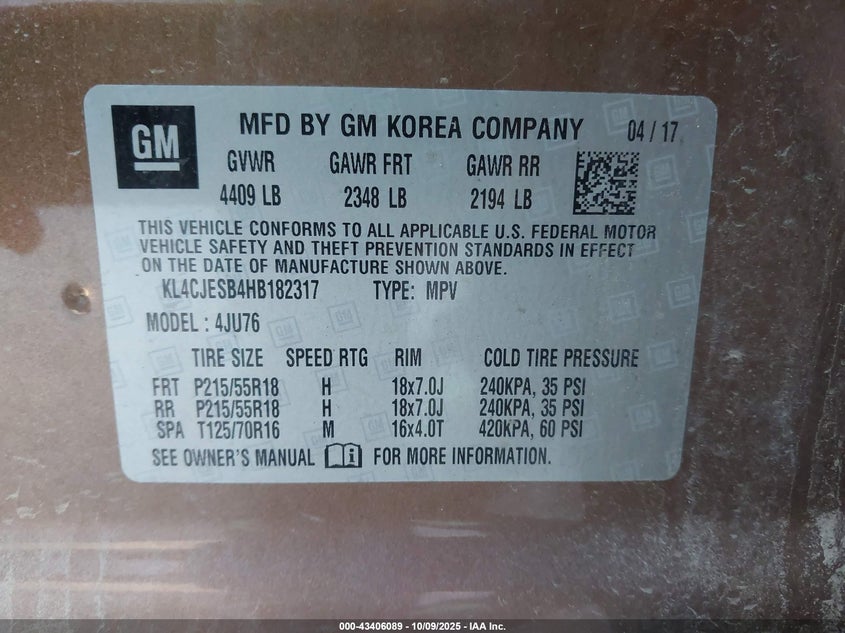 GM MFD BY GM KOREA COMPANY 04 / 17
GVWR GAWR FRT GAWR RR
4409 LB 2348 LB 2194 LB
THIS VEHICLE CONFORMS TO ALL APPLICABLE U.S. FEDERAL MOTOR
VEHICLE SAFETY AND THEFT PREVENTION STANDARDS IN EFFECT
ON THE DATE OF MANUFACTURE SHOWN ABOVE.
KL4CJESB4HB182317 TYPE: MPV
MODEL : 4JU76
TIRE SIZE SPEED RTG RIM COLD TIRE PRESSURE
FRT P215/55R18 H 18x7.0J 240KPA, 35 PSI
RR P215/55R18 H 18x7.0J 240KPA, 35 PSI
SPA T125/70R16 M 16x4.0T 420KPA, 60 PSI
SEE OWNER'S MANUAL i FOR MORE INFORMATION.
000-43406089 - 10/09/2025 - IAA Inc.